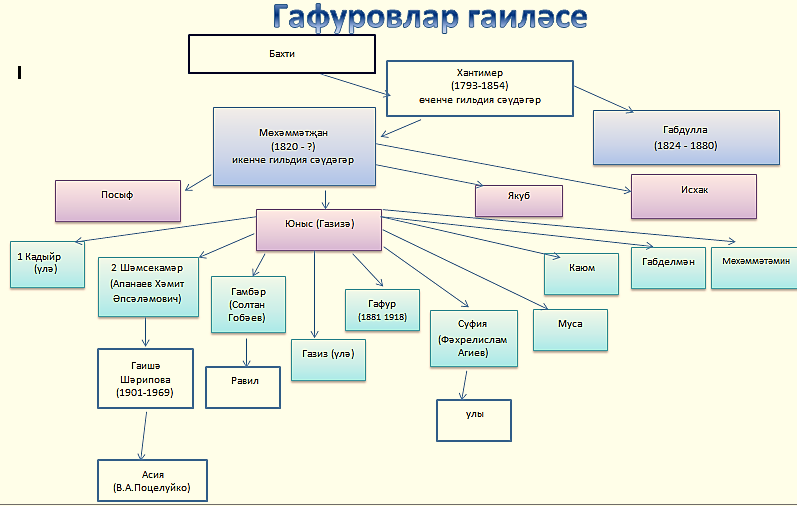 Гафуровлар гаиләсе
Бахти
Хантимер
(1793-1854)
өченче гильдия сәүдәгәр
Мөхәммәтҗан
(1820 - ?)
икенче гильдия сәүдәгәр
Габдулла
(1824 - 1880)
Посыф
Якуб
Исхак
Юныс (Газизә)
1 Кадыйр
(үлә)
2 Шәмсекамәр
(Апанаев Хәмит
Әпсәләмович)
Гамбәр
(Солтан
Гобәев)
Газиз (үлә)
Гафур
(1881 1918)
Суфия
(Фәхрелислам
Агиев)
Муса
Каюм
Габделмән
Мөхәммәтәмин
Гаишә
Шәрипова
(1901-1969)
Равил
улы
Асия
(В.А.Поцелуйко)